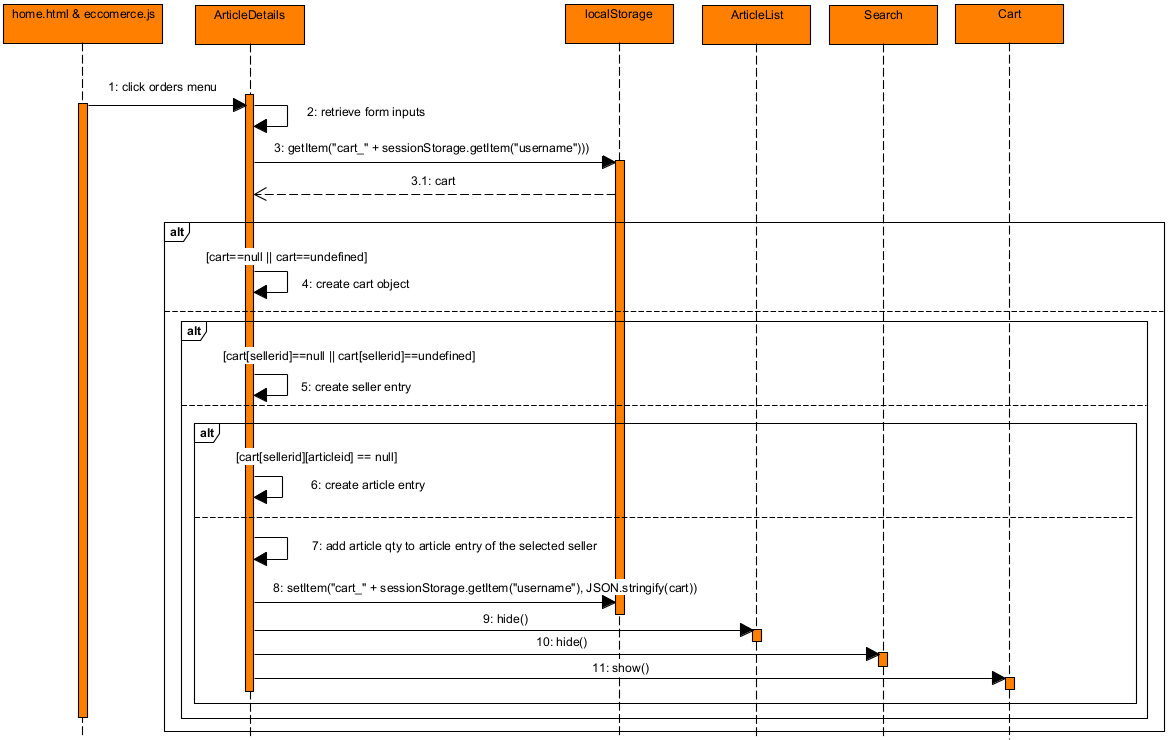 home.html & eccomerce.js
ArticleDetails
localStorage
ArticleList
Search
Cart
1: click orders menu
2: retrieve form inputs
3: getItem("cart_" + sessionStorage.getItem("username")))
3.1: cart
alt
[cart==null || cart==undefined]
4: create cart object
alt
[cart[sellerid]==null || cart[sellerid]==undefined]
5: create seller entry
alt
[cart[sellerid][articleid] == null]
6: create article entry
7: add article qty to article entry of the selected seller
8: setItem("cart_" + sessionStorage.getItem("username"), JSON.stringify(cart))
9: hide()
10: hide()
11: show()